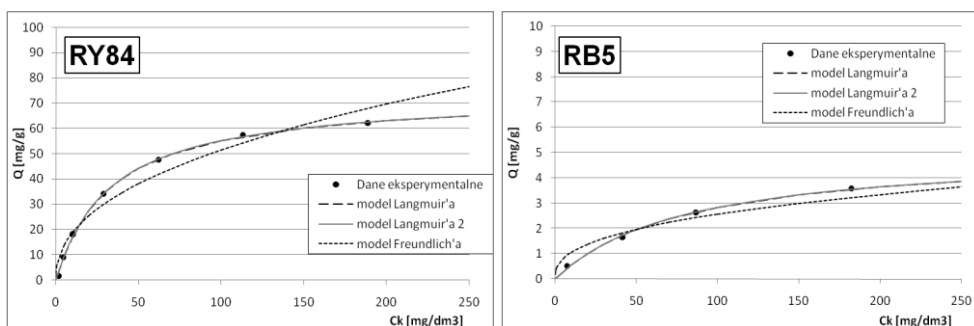 RY84
Q [mg/g]
100
90
80
70
60
50
40
30
20
10
0
0 50 100 150 200 250
Ck [mg/dm3]
Dane eksperymentalne
model Langmuir'a
model Langmuir'a 2
model Freundlich'a
RB5
Q [mg/g]
10
9
8
7
6
5
4
3
2
1
0
0 50 100 150 200 250
Ck [mg/dm3]
Dane eksperymentalne
model Langmuir'a
model Langmuir'a 2
model Freundlich'a